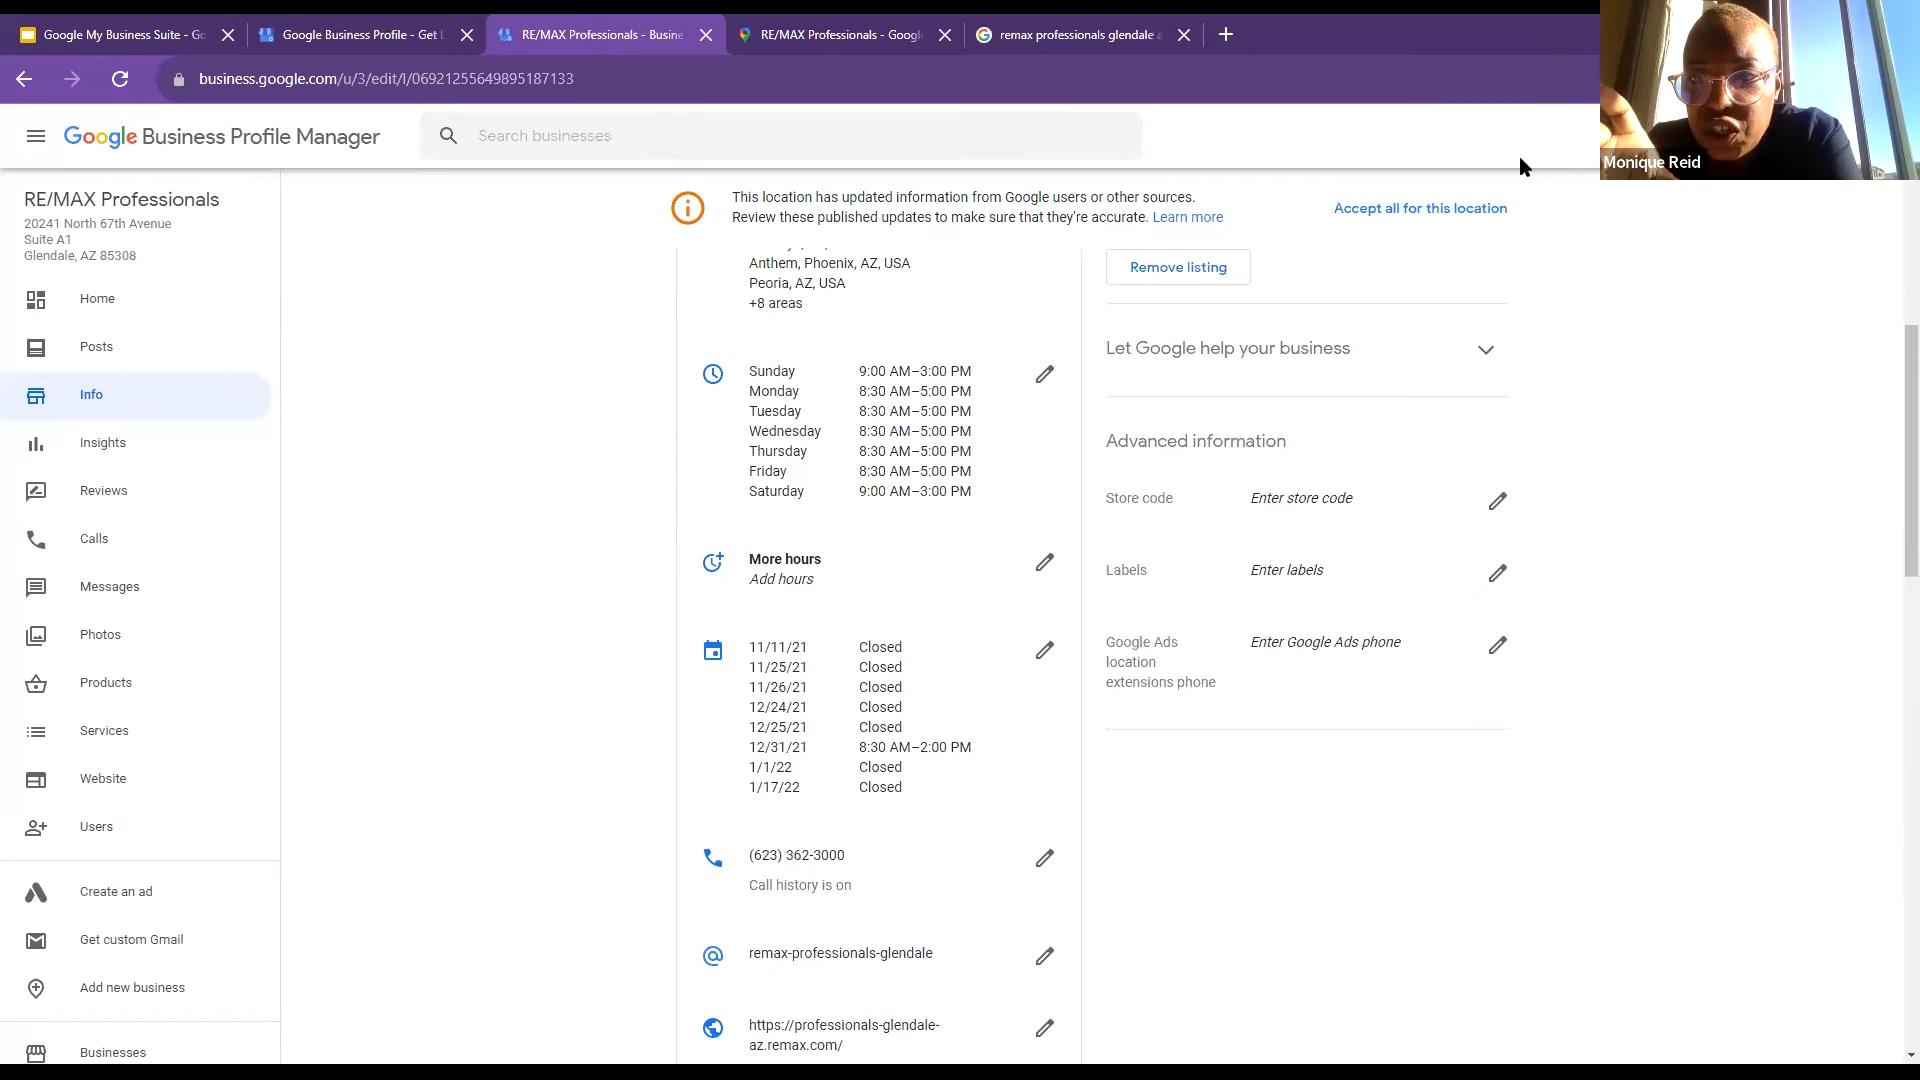 Google My Business Suite - Go
Google Business Profile - Get L
RE/MAX Professionals - Busine
RE/MAX Professionals - Google
remax professionals glendale a
business.google.com/u/3/edit/l/06921255649895187133
Google Business Profile Manager
Search businesses
Monique Reid
RE/MAX Professionals
20241 North 67th Avenue
Suite A1
Glendale, AZ 85308
Home
Posts
Info
Insights
Reviews
Calls
Messages
Photos
Products
Services
Website
Users
Create an ad
Get custom Gmail
Add new business
Businesses
This location has updated information from Google users or other sources.
Review these published updates to make sure that they're accurate. Learn more
Accept all for this location
Anthem, Phoenix, AZ, USA
Peoria, AZ, USA
+8 areas
Sunday 9:00 AM–3:00 PM
Monday 8:30 AM–5:00 PM
Tuesday 8:30 AM–5:00 PM
Wednesday 8:30 AM–5:00 PM
Thursday 8:30 AM–5:00 PM
Friday 8:30 AM–5:00 PM
Saturday 9:00 AM–3:00 PM
More hours
Add hours
11/11/21 Closed
11/25/21 Closed
11/26/21 Closed
12/24/21 Closed
12/25/21 Closed
12/31/21 8:30 AM–2:00 PM
1/1/22 Closed
1/17/22 Closed
(623) 362-3000
Call history is on
remax-professionals-glendale
https://professionals-glendale-
az.remax.com/
Remove listing
Let Google help your business
Advanced information
Store code Enter store code
Labels Enter labels
Google Ads Enter Google Ads phone
location
extensions phone